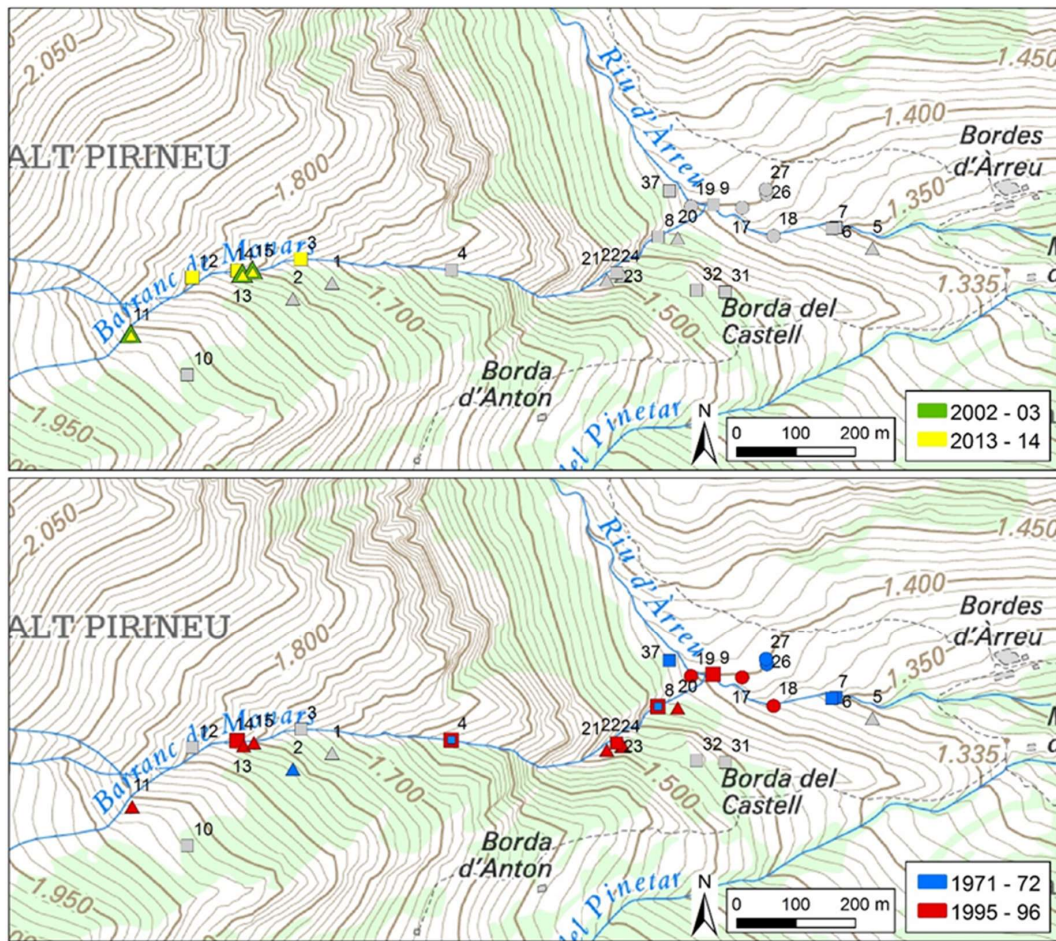 2.050
1.450
Riu d'Àrreu
1.400
Bordes
d'Àrreu
ALT PIRINEU
1.800
27
26
37
19 9
7
1.350
20
17
18
6
5
8
3
12
14
15
1
4
21
22
24
23
2
13
32
31
1.335
Barranc de Monars
11
1.700
1.500
Borda del
Castell
10
Borda
d'Anton
1.950
del Pinetar
N
0 100 200 m
2002 - 03
2013 - 14
2.050
1.450
Riu d'Àrreu
1.400
Bordes
d'Àrreu
ALT PIRINEU
1.800
27
26
37
19 9
7
1.350
20
17
18
6
5
8
3
12
14
15
1
4
21
22
24
23
2
13
32
31
1.335
Barranc de Monars
11
1.700
1.500
Borda del
Castell
10
Borda
d'Anton
1.950
del Pinetar
N
0 100 200 m
1971 - 72
1995 - 96